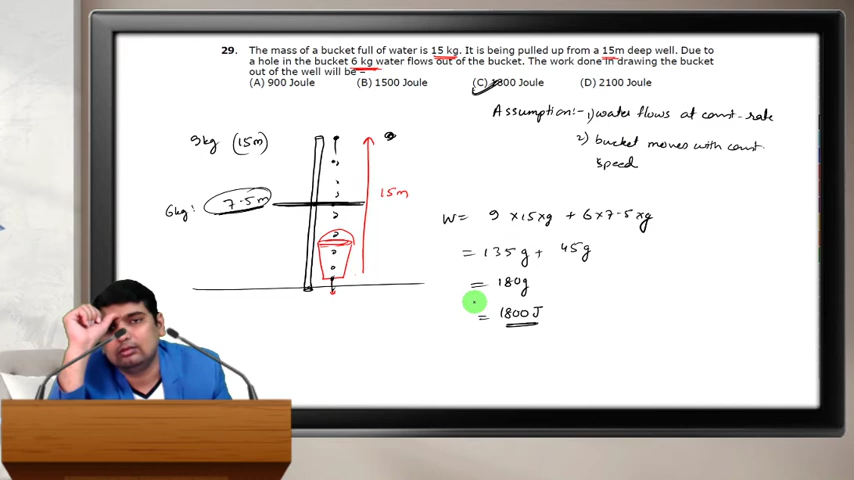 29. The mass of a bucket full of water is 15 kg. It is being pulled up from a 15m deep well. Due to
a hole in the bucket 6 kg water flows out of the bucket. The work done in drawing the bucket
out of the well will be –
(A) 900 Joule (B) 1500 Joule (C) 1800 Joule (D) 2100 Joule
Assumption:- 1) water flows at const. rate
2) bucket moves with const.
speed
9kg (15m)
15m
6kg: 7.5m
W = 9 × 15 × g + 6 × 7.5 × g
= 135g + 45g
= 180g
= 1800 J